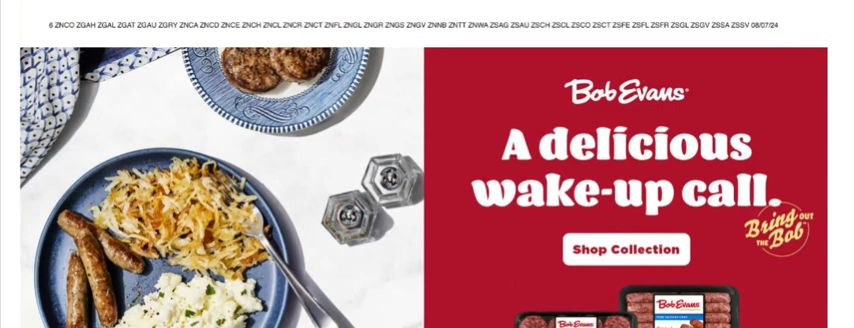 6 ZNCO ZGAH ZGAL ZGAT ZGAU ZGRY ZNCA ZNCD ZNCE ZNCH ZNCL ZNCR ZNCT ZNFL ZNGL ZNGR ZNGS ZNGV ZNNB ZNTT ZNWA ZSAG ZSAU ZSCH ZSCL ZSCO ZSCT ZSFE ZSFL ZSFR ZSGL ZSGV ZSSA ZSSV 08/07/24
Bob Evans®
A delicious
wake-up call.
Bring OUT
THE Bob™
Shop Collection
Bob Evans
Bob Evans